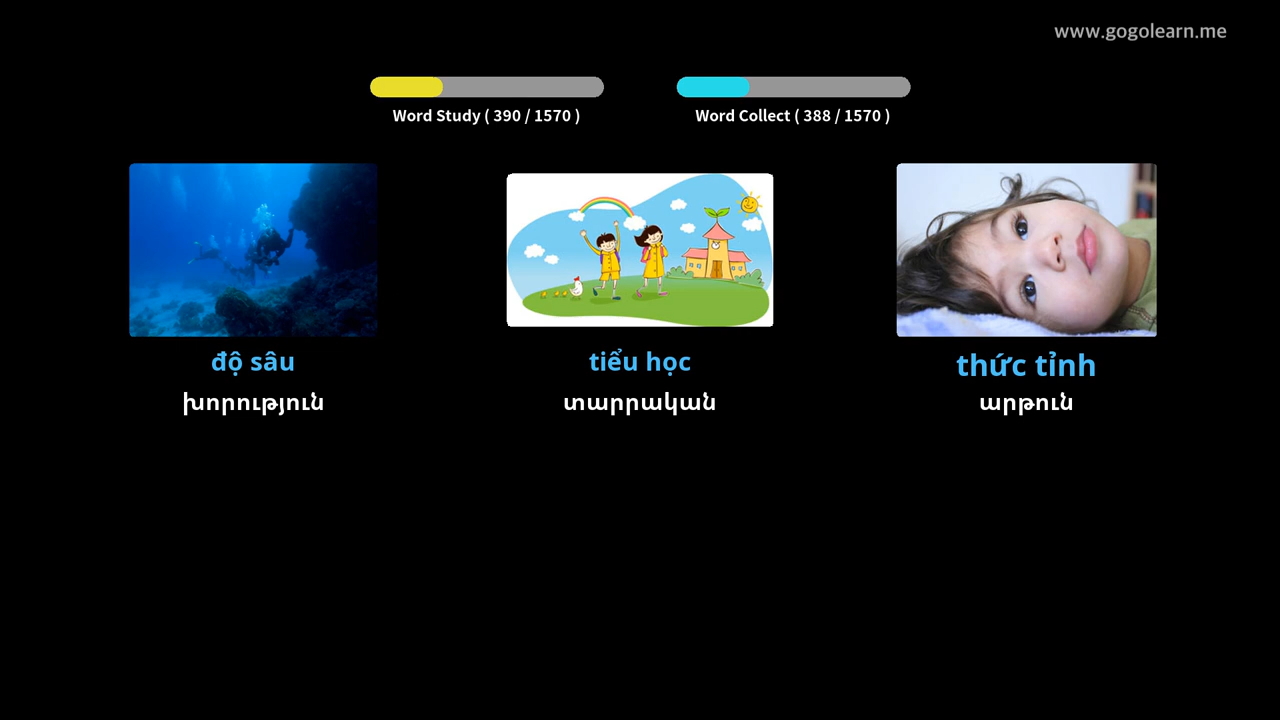 www.gogolearn.me
Word Study ( 390 / 1570 )
Word Collect ( 388 / 1570 )
độ sâu
tiểu học
thức tỉnh
խորություն
տարրական
արթուն